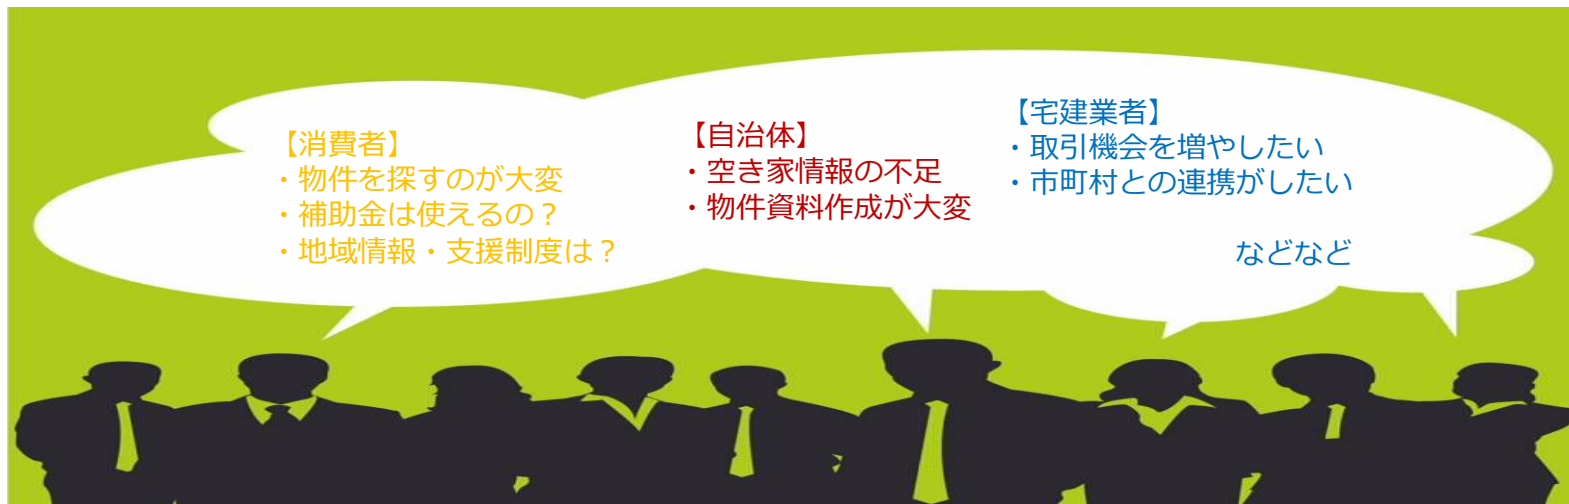 【消費者】
・物件を探すのが大変
・補助金は使えるの？
・地域情報・支援制度は？
【自治体】
・空き家情報の不足
・物件資料作成が大変
【宅建業者】
・取引機会を増やしたい
・市町村との連携がしたい
などなど